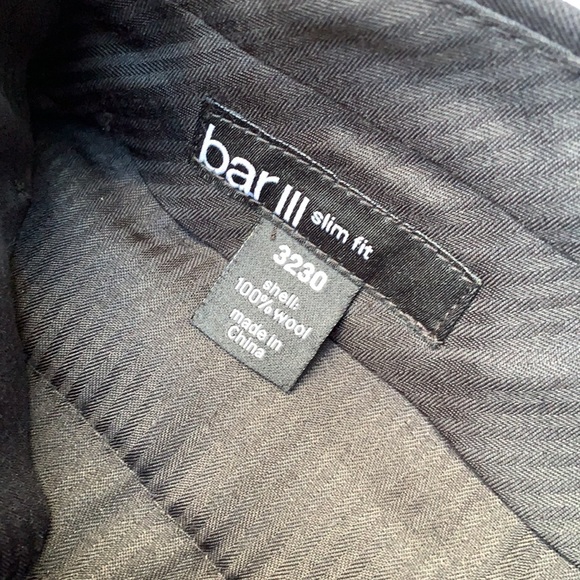 bar III slim fit
3230
shell:
100% wool
made in
China